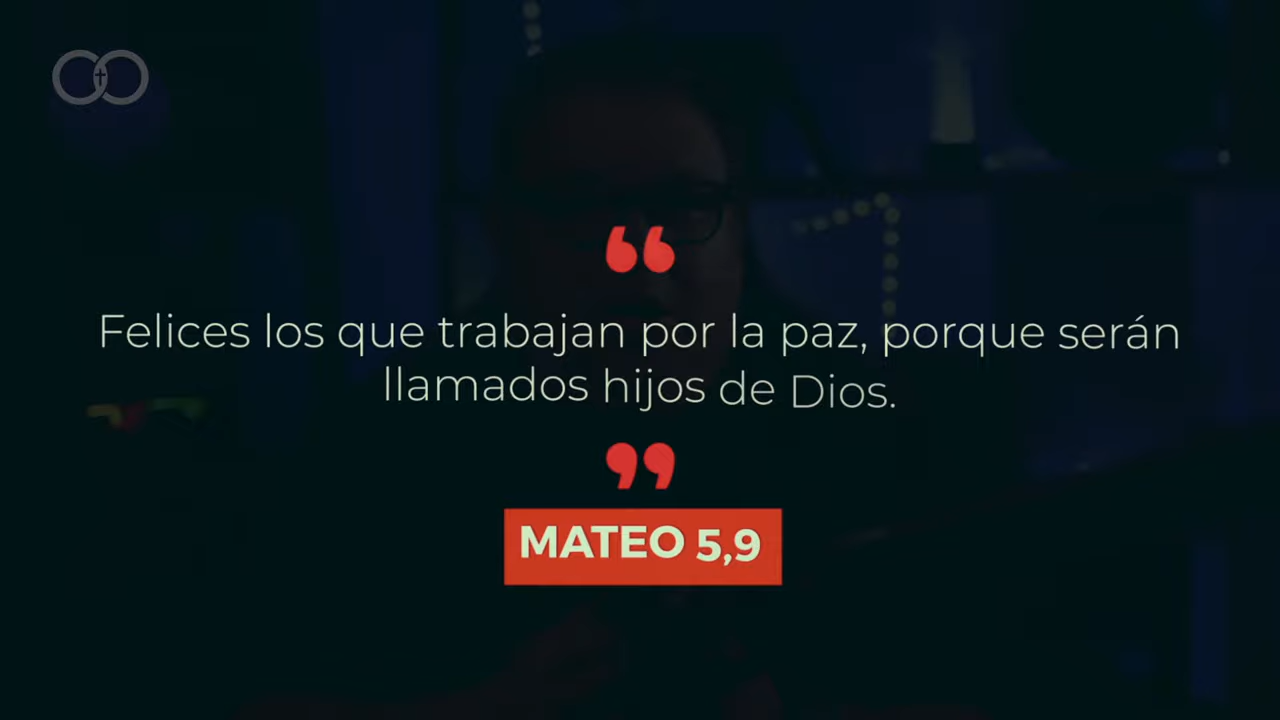 “
Felices los que trabajan por la paz, porque serán
llamados hijos de Dios.
”
MATEO 5,9